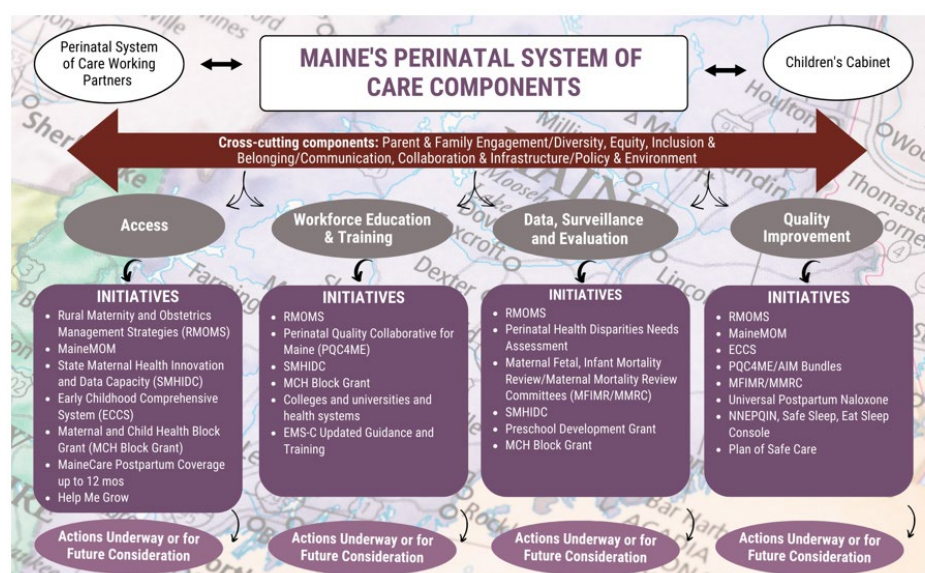 Perinatal System
of Care Working
Partners
MAINE'S PERINATAL SYSTEM OF
CARE COMPONENTS
Children's Cabinet
Cross-cutting components: Parent & Family Engagement/Diversity, Equity, Inclusion &
Belonging/Communication, Collaboration & Infrastructure/Policy & Environment
Access
INITIATIVES
• Rural Maternity and Obstetrics
Management Strategies (RMOMS)
• MaineMOM
• State Maternal Health Innovation
and Data Capacity (SMHIDC)
• Early Childhood Comprehensive
System (ECCS)
• Maternal and Child Health Block
Grant (MCH Block Grant)
• MaineCare Postpartum Coverage
up to 12 mos
• Help Me Grow
Actions Underway or for
Future Consideration
Workforce Education
& Training
INITIATIVES
• RMOMS
• Perinatal Quality Collaborative for
Maine (PQC4ME)
• SMHIDC
• MCH Block Grant
• Colleges and universities and
health systems
• EMS-C Updated Guidance and
Training
Actions Underway or for
Future Consideration
Data, Surveillance
and Evaluation
INITIATIVES
• RMOMS
• Perinatal Health Disparities Needs
Assessment
• Maternal Fetal, Infant Mortality
Review/Maternal Mortality Review
Committees (MFIMR/MMRC)
• SMHIDC
• Preschool Development Grant
• MCH Block Grant
Actions Underway or for
Future Consideration
Quality
Improvement
INITIATIVES
• RMOMS
• MaineMOM
• ECCS
• PQC4ME/AIM Bundles
• MFIMR/MMRC
• Universal Postpartum Naloxone
• NNEPQIN, Safe Sleep, Eat Sleep
Console
• Plan of Safe Care
Actions Underway or for
Future Consideration
Houlton
Thomaston
Dexter
Farming
Sherbrooke